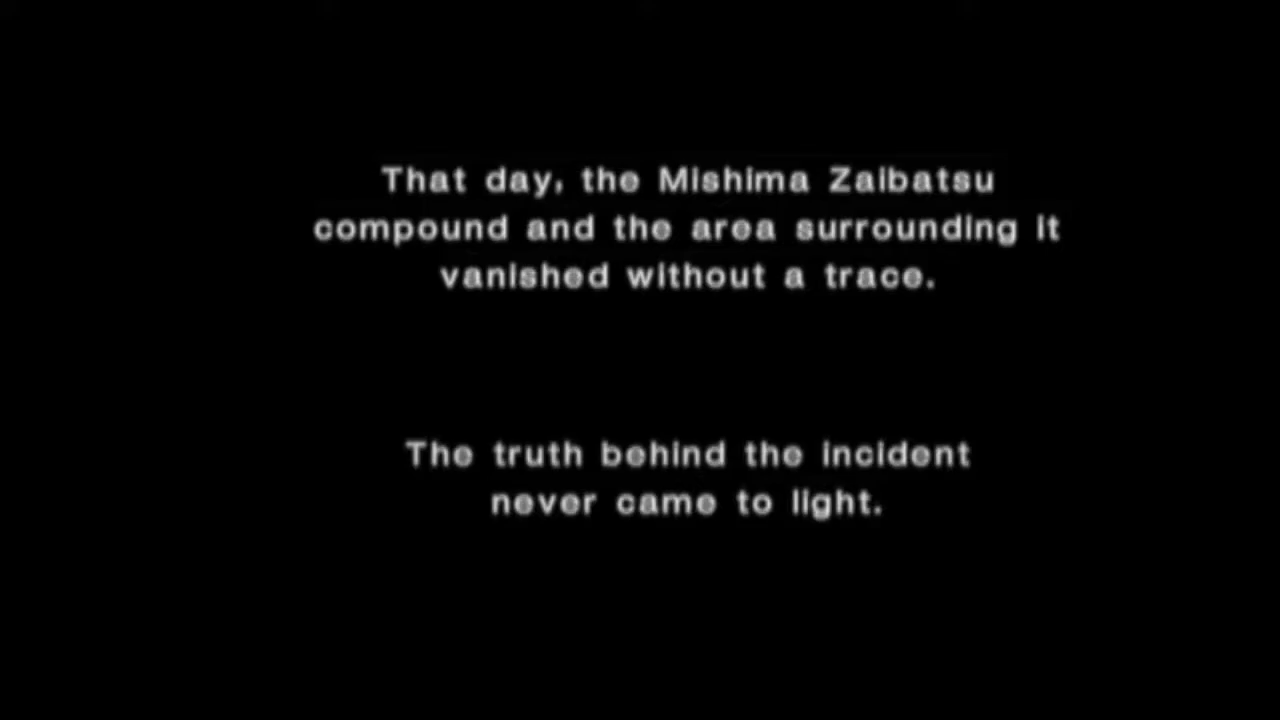 That day, the Mishima Zaibatsu
compound and the area surrounding it
vanished without a trace.
The truth behind the incident
never came to light.